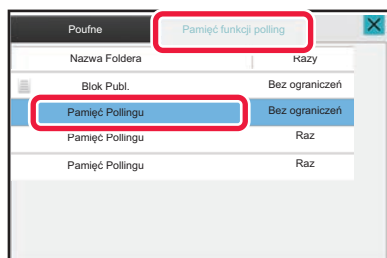 Poufne Pamięć funkcji polling
Nazwa Foldera Razy
Blok Publ. Bez ograniczeń
Pamięć Pollingu Bez ograniczeń
Pamięć Pollingu Raz
Pamięć Pollingu Raz